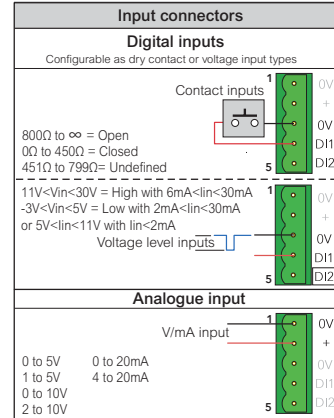 Input connectors
Digital inputs
Configurable as dry contact or voltage input types
Contact inputs
1
0V
+
0V
DI1
DI2
5
800Ω to ∞ = Open
0Ω to 450Ω = Closed
451Ω to 799Ω= Undefined
11V<Vin<30V = High with 6mA<Iin<30mA
-3V<Vin<5V = Low with 2mA<Iin<30mA
or 5V<Iin<11V with Iin<2mA
Voltage level inputs
1
0V
+
0V
DI1
DI2
5
Analogue input
V/mA input
1
0V
+
0V
DI1
DI2
5
0 to 5V 0 to 20mA
1 to 5V 4 to 20mA
0 to 10V
2 to 10V